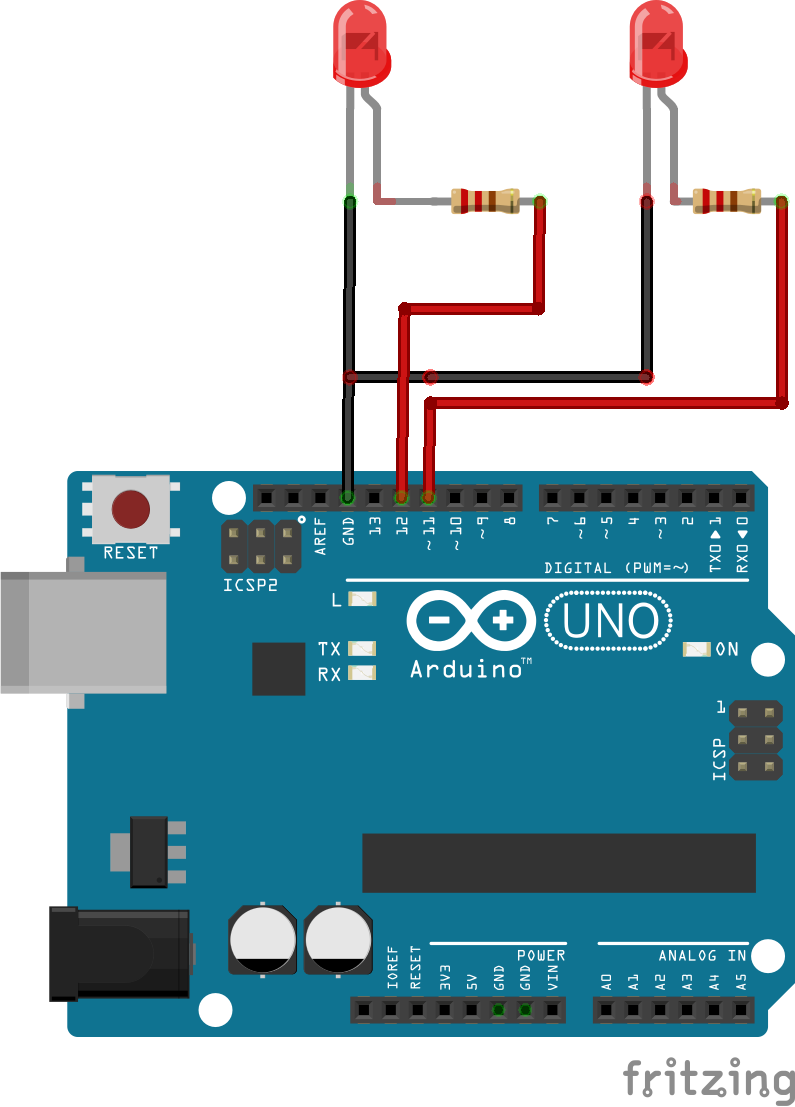 RESET
ICSP2
AREF
GND
13
12
~11
~10
~9
8
7
~6
~5
4
~3
2
TX0▶1
RX0◀0
DIGITAL (PWM=~)
L
TX
RX
Arduino™
UNO
ON
1
ICSP
IOREF
RESET
3V3
5V
GND
GND
VIN
POWER
ANALOG IN
A0
A1
A2
A3
A4
A5
fritzing